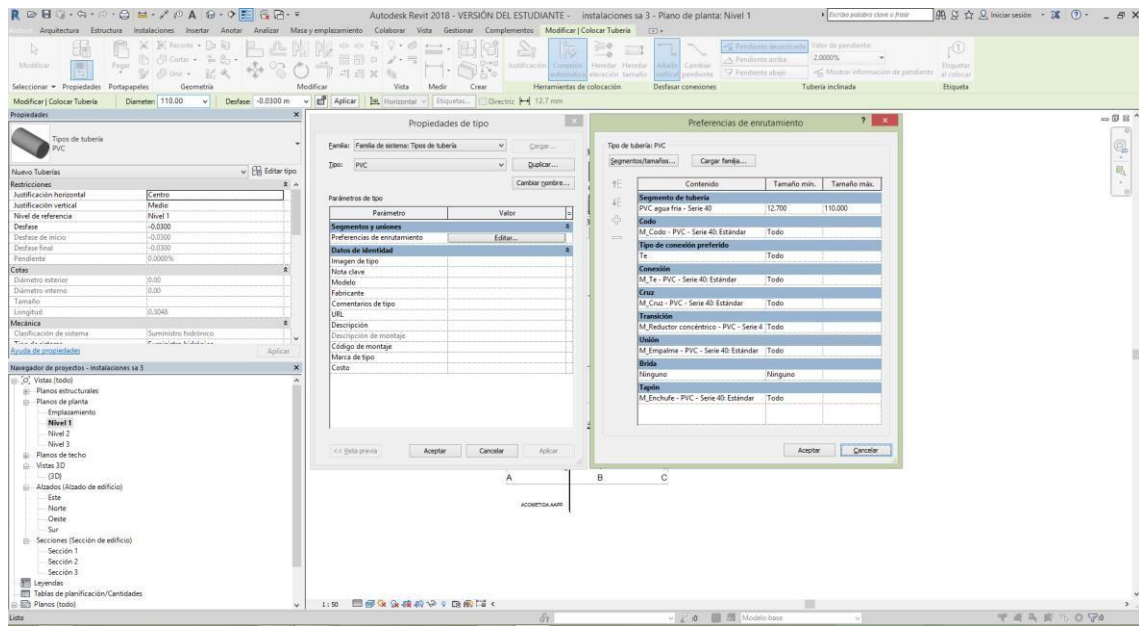 Autodesk Revit 2018 - VERSIÓN DEL ESTUDIANTE - instalaciones sa 3 - Plano de planta: Nivel 1
Escriba palabra clave o frase
Iniciar sesión
Arquitectura Estructura Instalaciones Insertar Anotar Analizar Masa y emplazamiento Colaborar Vista Gestionar Complementos Modificar | Colocar Tubería
Modificar
Pegar
Recorte
Cortar
Unir
Justificación
Conexión automática
Heredar elevación
Heredar tamaño
Añadir vertical
Cambiar pendiente
Pendiente desactivada
Pendiente arriba
Pendiente abajo
Valor de pendiente:
2.0000%
Mostrar información de pendiente
Etiquetar al colocar
Seleccionar Propiedades Portapapeles Geometría Modificar Vista Medir Crear Herramientas de colocación Desfasar conexiones Tubería inclinada Etiqueta
Modificar | Colocar Tubería Diameter: 110.00 Desfase: -0.0300 m Aplicar Horizontal Etiquetas... Directriz 12.7 mm
Propiedades
Tipos de tubería
PVC
Nuevo Tuberías Editar tipo
Restricciones
Justificación horizontal Centro
Justificación vertical Medio
Nivel de referencia Nivel 1
Desfase -0.0300
Desfase de inicio -0.0300
Desfase final -0.0300
Pendiente 0.0000%
Cotas
Diámetro exterior 0.00
Diámetro interno 0.00
Tamaño
Longitud 0.3048
Mecánica
Clasificación de sistema Suministro hidrónico
Ayuda de propiedades Aplicar
Navegador de proyectos - instalaciones sa 3
Vistas (todo)
Planos estructurales
Planos de planta
Emplazamiento
Nivel 1
Nivel 2
Nivel 3
Planos de techo
Vistas 3D
{3D}
Alzados (Alzado de edificio)
Este
Norte
Oeste
Sur
Secciones (Sección de edificio)
Sección 1
Sección 2
Sección 3
Leyendas
Tablas de planificación/Cantidades
Planos (todo)
Listo
Propiedades de tipo
Familia: Familia de sistema: Tipos de tubería Cargar...
Tipo: PVC Duplicar...
Cambiar nombre...
Parámetros de tipo
Parámetro Valor
Segmentos y uniones
Preferencias de enrutamiento Editar...
Datos de identidad
Imagen de tipo
Nota clave
Modelo
Fabricante
Comentarios de tipo
URL
Descripción
Descripción de montaje
Código de montaje
Marca de tipo
Costo
<< Vista previa Aceptar Cancelar Aplicar
Preferencias de enrutamiento
Tipo de tubería: PVC
Segmentos/tamaños... Cargar familia...
Contenido Tamaño mín. Tamaño máx.
Segmento de tubería
PVC agua fria - Serie 40 12.700 110.000
Codo
M_Codo - PVC - Serie 40: Estándar Todo
Tipo de conexión preferido
Te Todo
Conexión
M_Te - PVC - Serie 40: Estándar Todo
Cruz
M_Cruz - PVC - Serie 40: Estándar Todo
Transición
M_Reductor concéntrico - PVC - Serie 4 Todo
Unión
M_Empalme - PVC - Serie 40: Estándar Todo
Brida
Ninguno Ninguno
Tapón
M_Enchufe - PVC - Serie 40: Estándar Todo
Aceptar Cancelar
A B C
ACOMETIDA AAPP
1 : 50
:0 Modelo base
:0